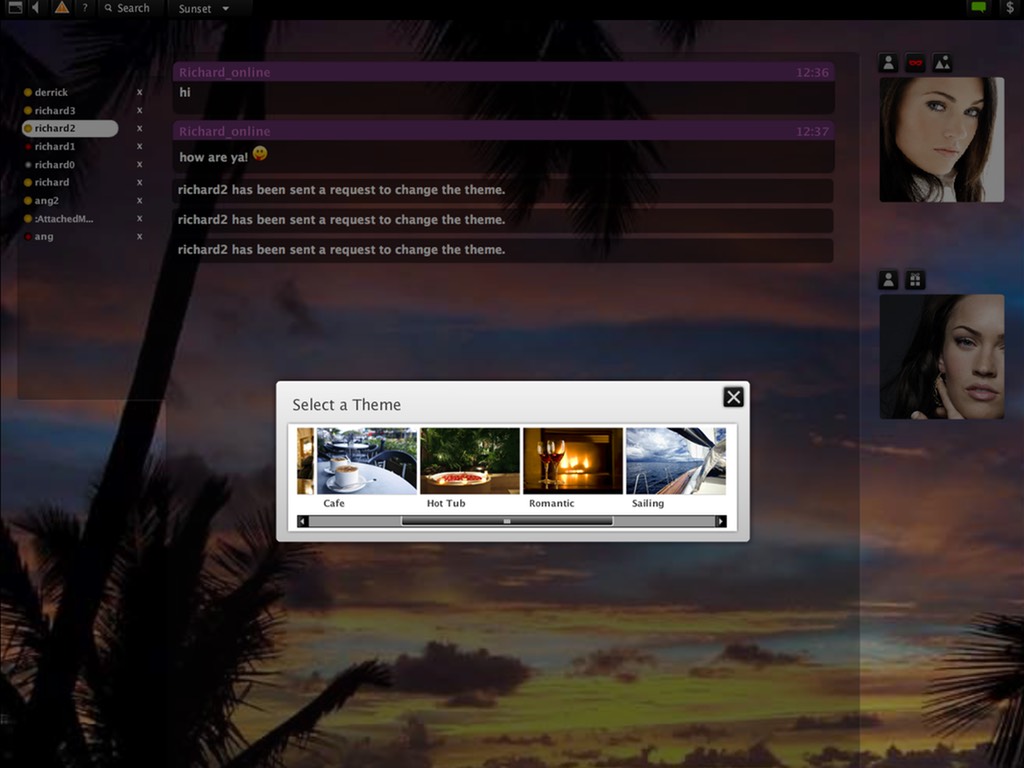 ? Search Sunset $
Richard_online 12:36
hi
Richard_online 12:37
how are ya!
richard2 has been sent a request to change the theme.
richard2 has been sent a request to change the theme.
richard2 has been sent a request to change the theme.
derrick x
richard3 x
richard2 x
richard1 x
richard0 x
richard x
ang2 x
:AttachedM... x
ang x
Select a Theme
Cafe Hot Tub Romantic Sailing